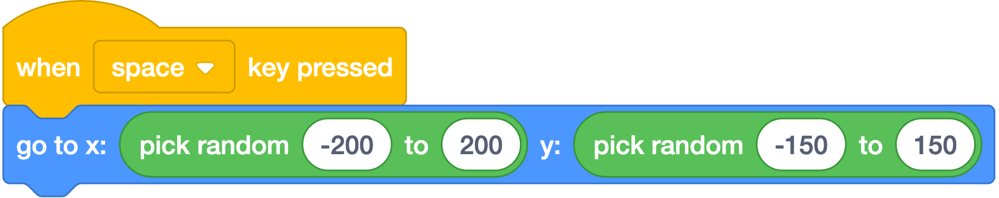 when space key pressed
go to x: pick random -200 to 200 y: pick random -150 to 150